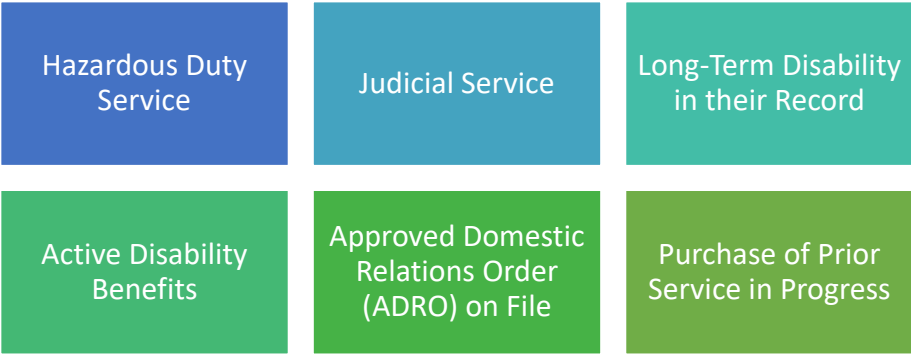 Hazardous Duty
Service
Judicial Service
Long-Term Disability
in their Record
Active Disability
Benefits
Approved Domestic
Relations Order
(ADRO) on File
Purchase of Prior
Service in Progress